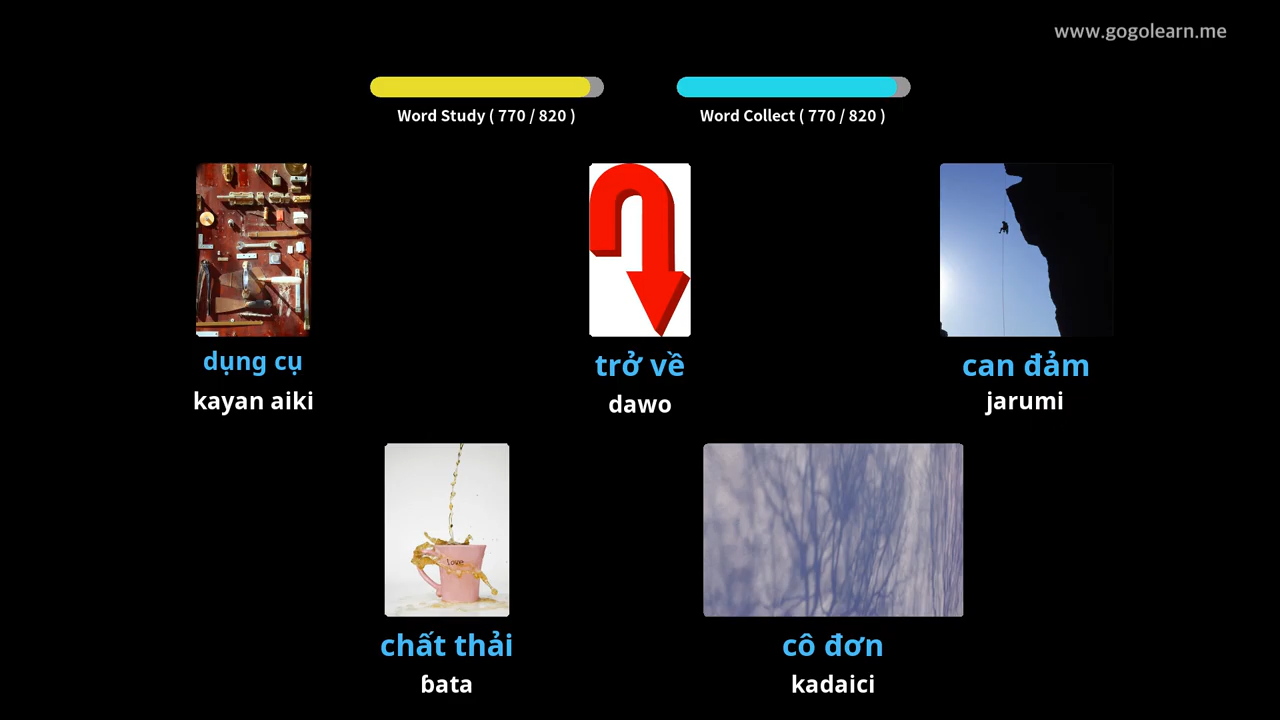 www.gogolearn.me
Word Study ( 770 / 820 )
Word Collect ( 770 / 820 )
dụng cụ
kayan aiki
trở về
dawo
can đảm
jarumi
love
chất thải
ɓata
cô đơn
kadaici